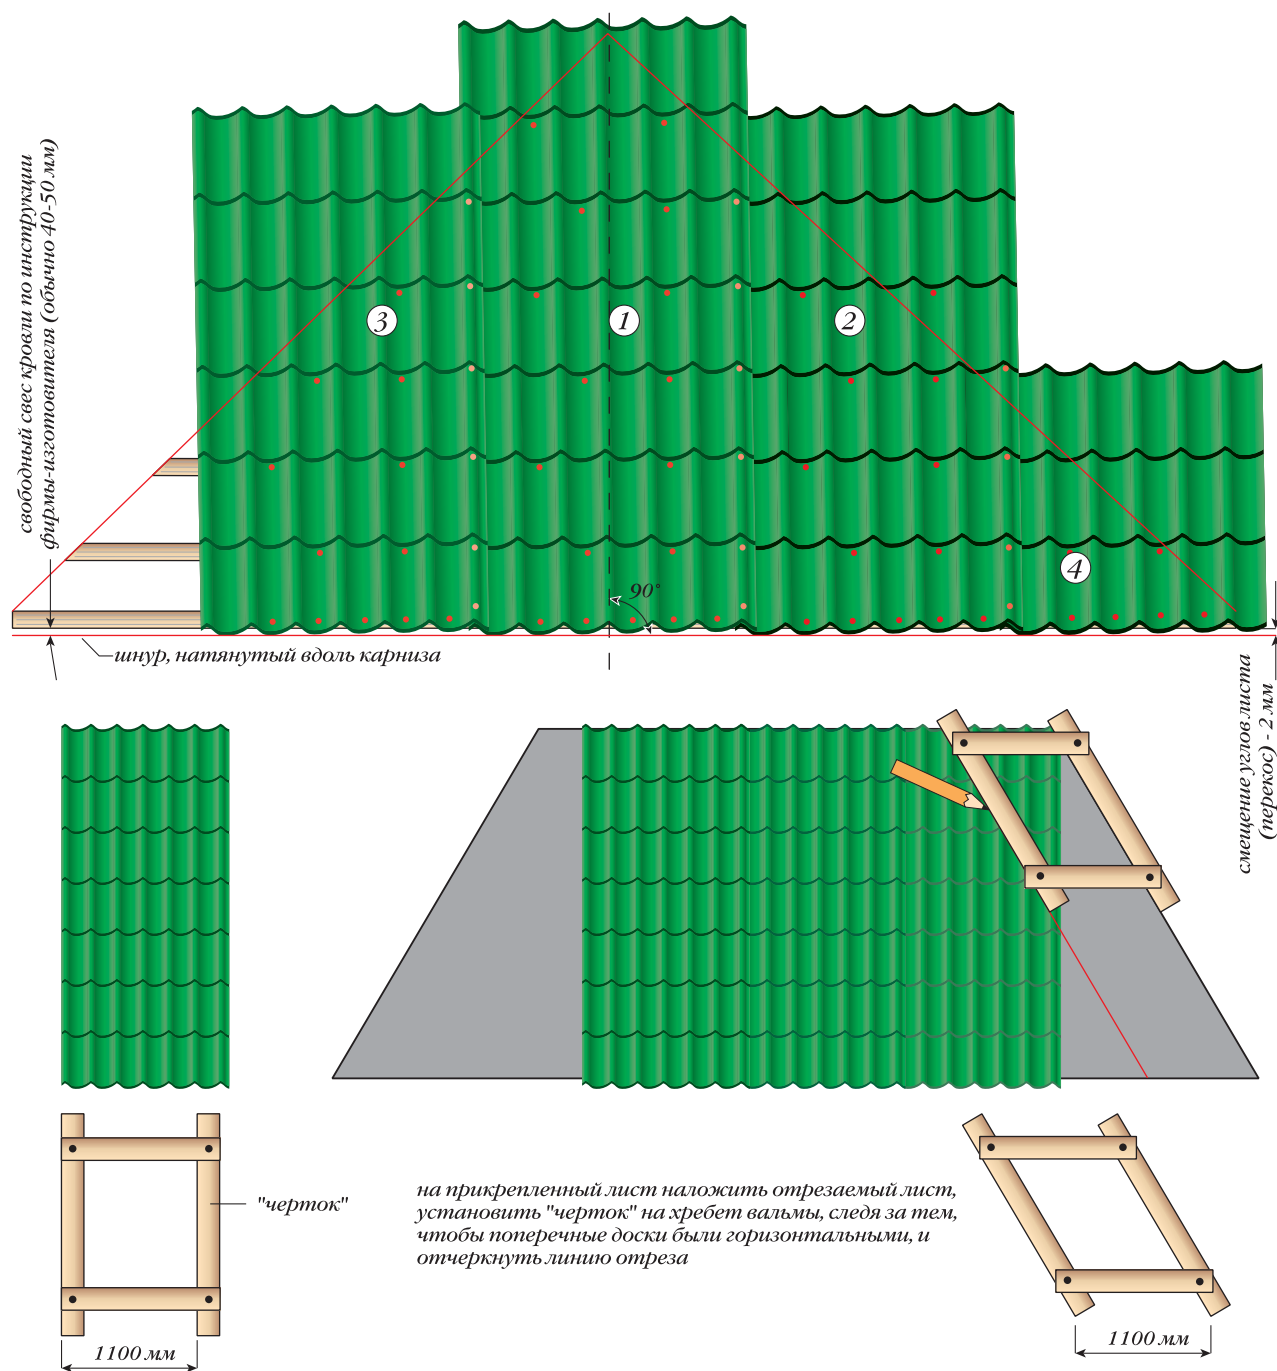 свободный свес кровли по инструкции
фирмы-изготовителя (обычно 40-50 мм)
3
1
2
4
90°
шнур, натянутый вдоль карниза
смещение углов листа
(перекос) - 2 мм
"черток"
на прикрепленный лист наложить отрезаемый лист,
установить "черток" на хребет вальмы, следя за тем,
чтобы поперечные доски были горизонтальными, и
отчеркнуть линию отреза
1100 мм
1100 мм